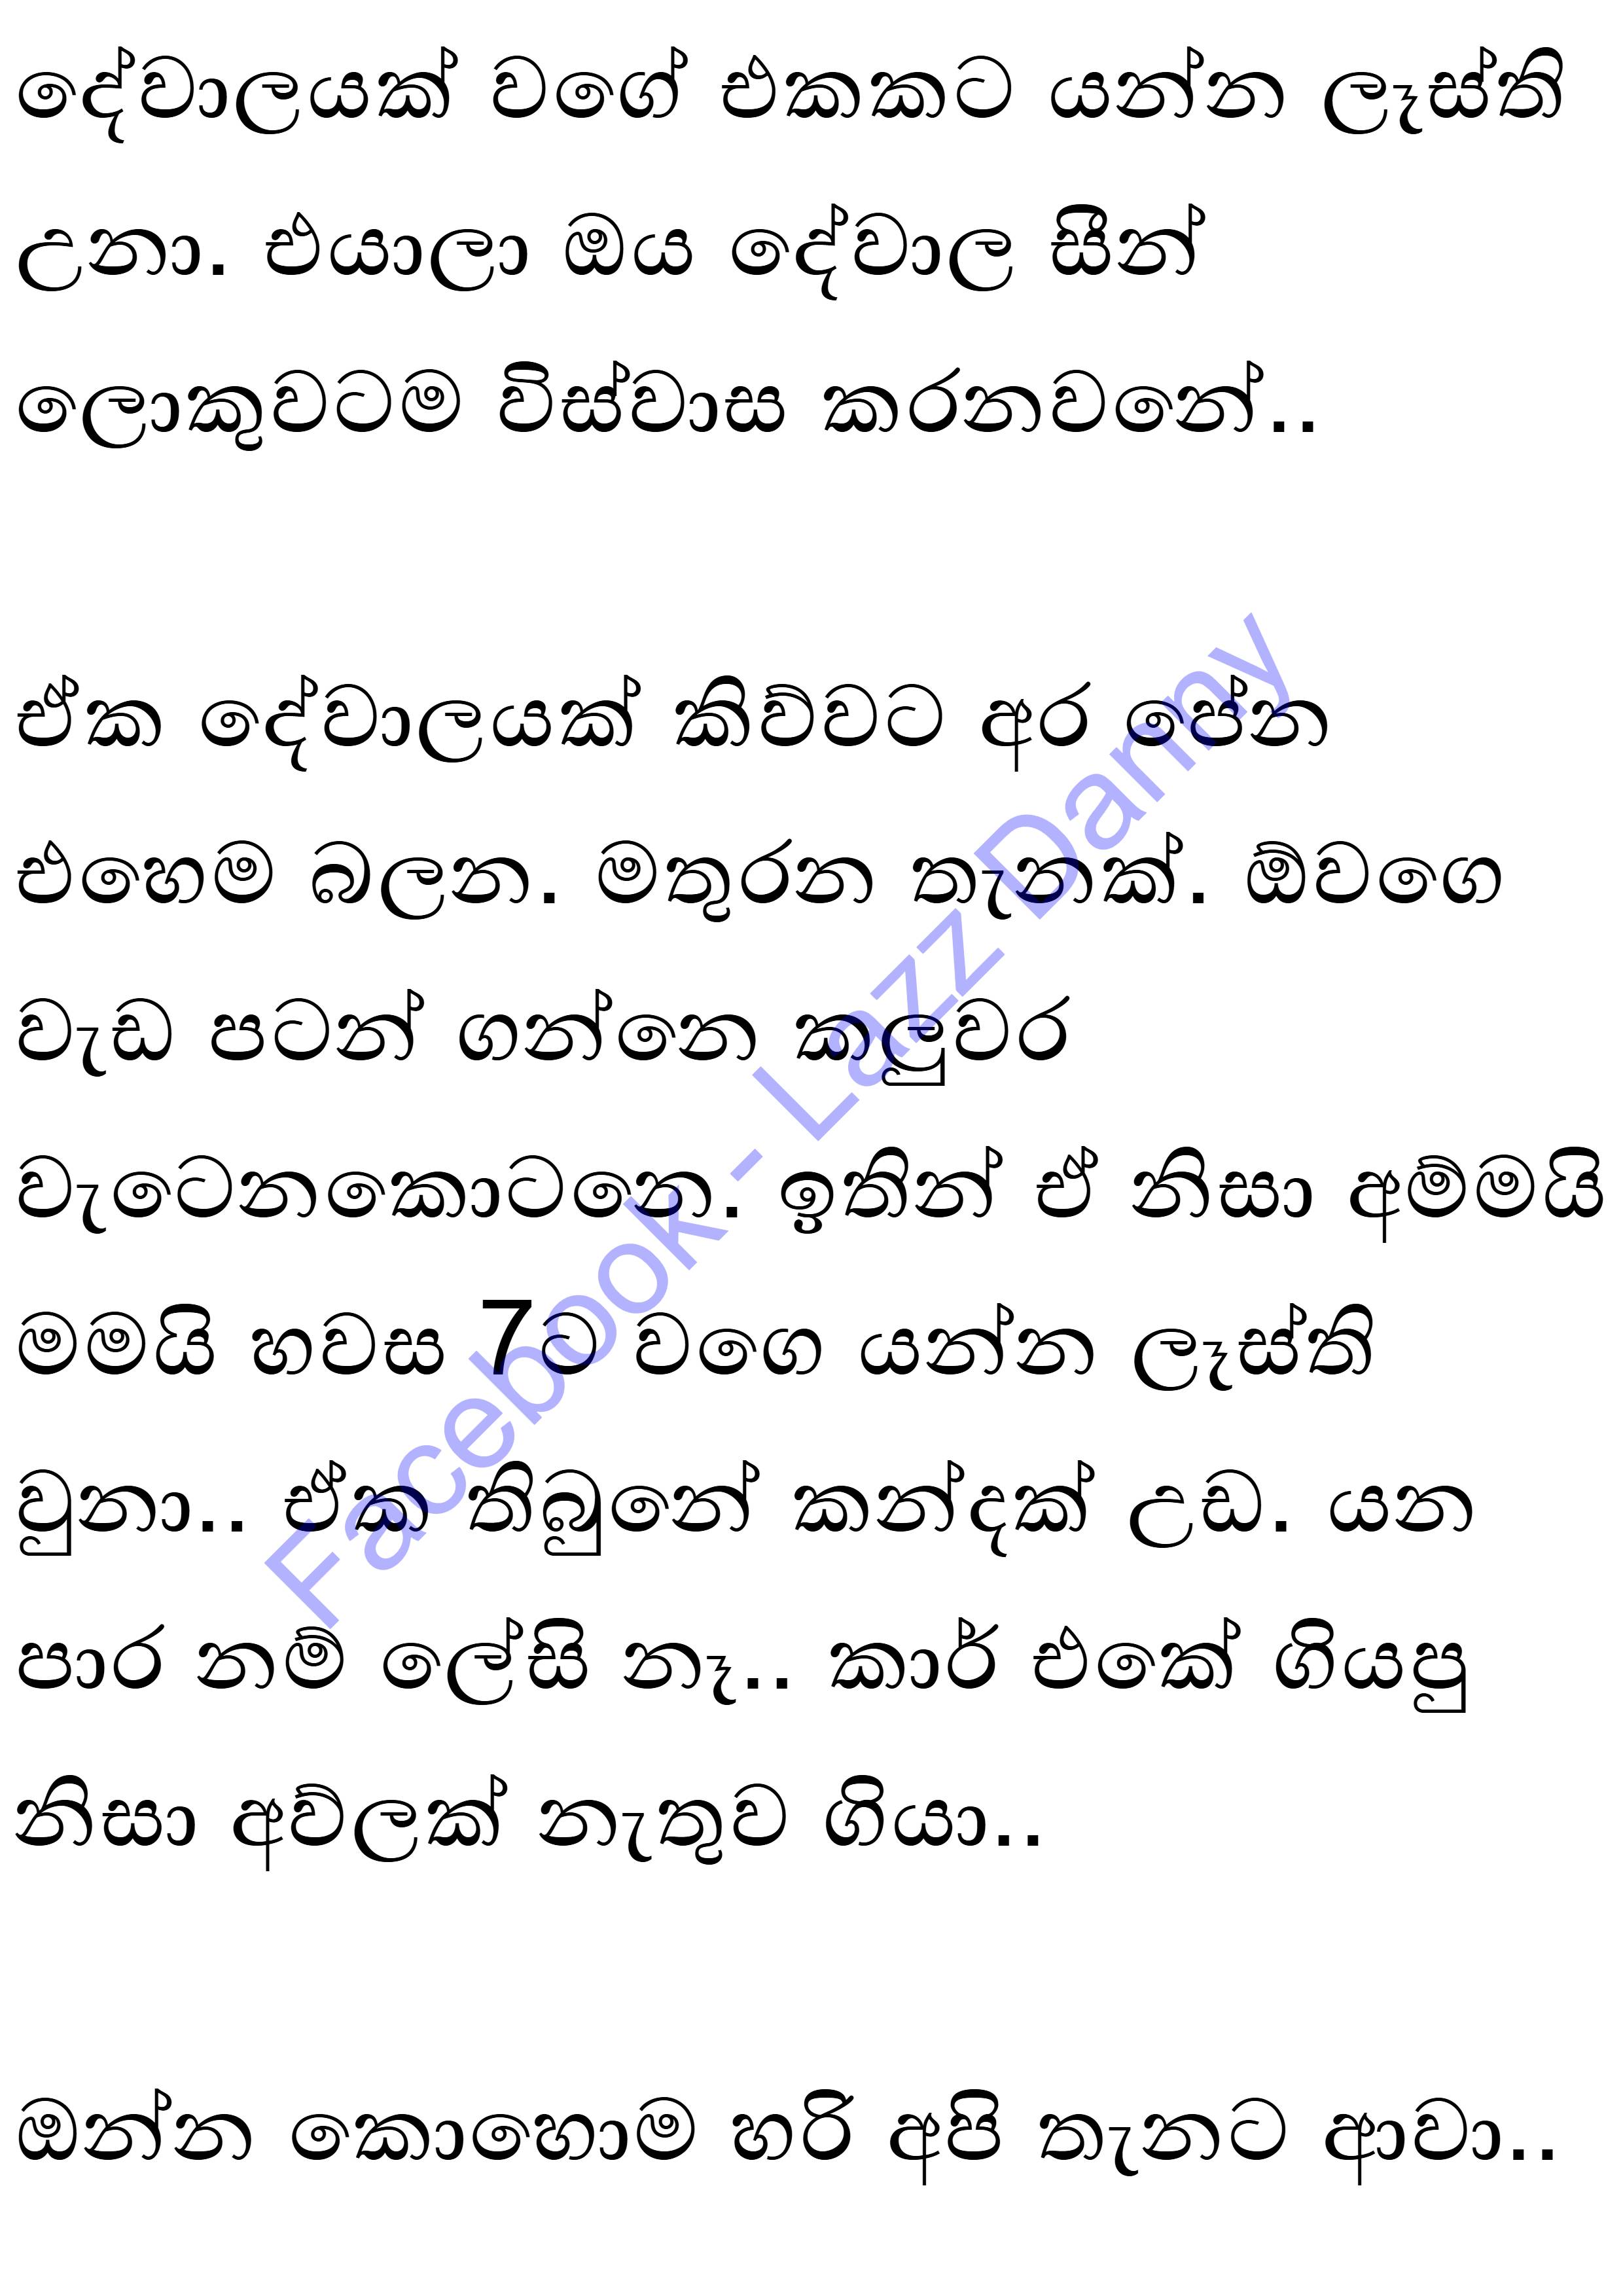 දේවාලයක් වගේ එකකට යන්න ලෑස්ති
උනා. එයාලා ඔය දේවාල සීන්
ලොකුවටම විස්වාස කරනවනේ..
ඒක දේවාලයක් කිව්වට අර පේන
එහෙම බලන. මතුරන තැනක්. ඕවගෙ
වැඩ පටන් ගන්නෙ කලුවර
වැටෙනකොටනෙ. ඉතින් ඒ නිසා අම්මයි
මමයි හවස 7ට වගෙ යන්න ලෑස්ති
වුනා.. ඒක තිබුනේ කන්දක් උඩ. යන
පාර නම් ලේසි නෑ.. කාර් එකේ ගියපු
නිසා අව්ලක් නැතුව ගියා..
ඔන්න කොහොම හරි අපි තැනට ආවා..
Facebook - Lazz Danny